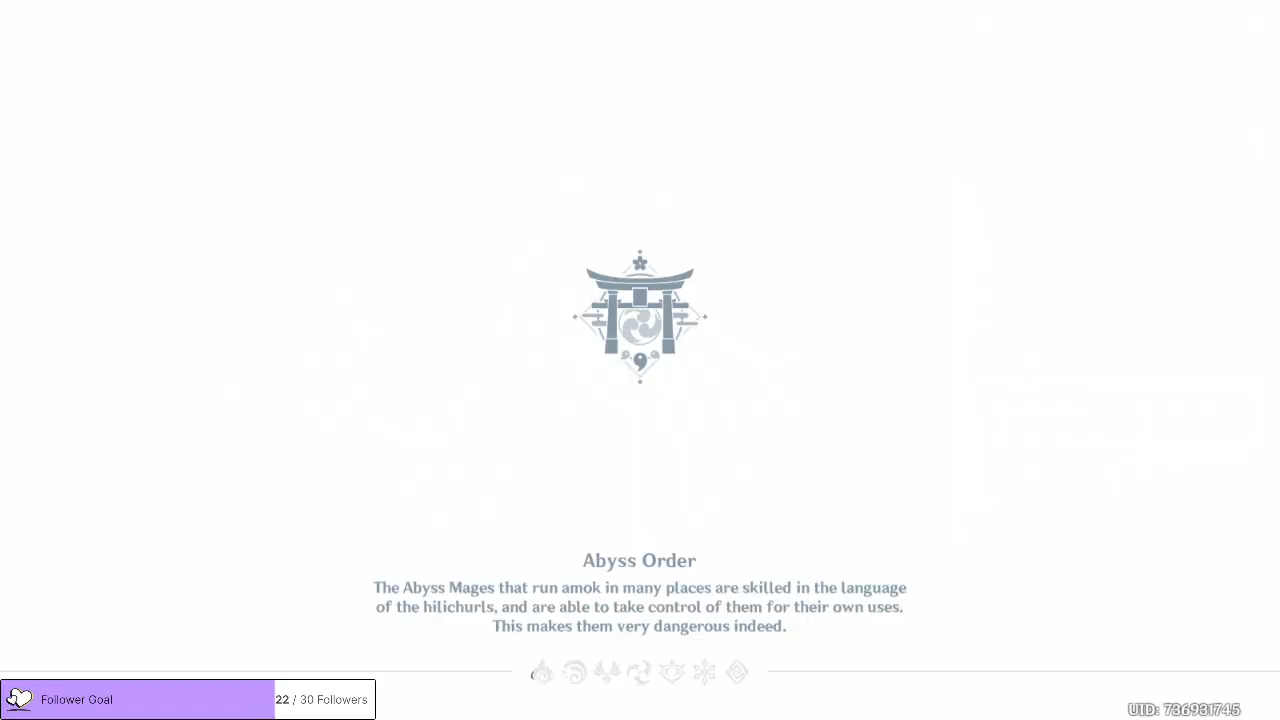 Abyss Order
The Abyss Mages that run amok in many places are skilled in the language
of the hilichurls, and are able to take control of them for their own uses.
This makes them very dangerous indeed.
Follower Goal
22 / 30 Followers
UID: 736931745